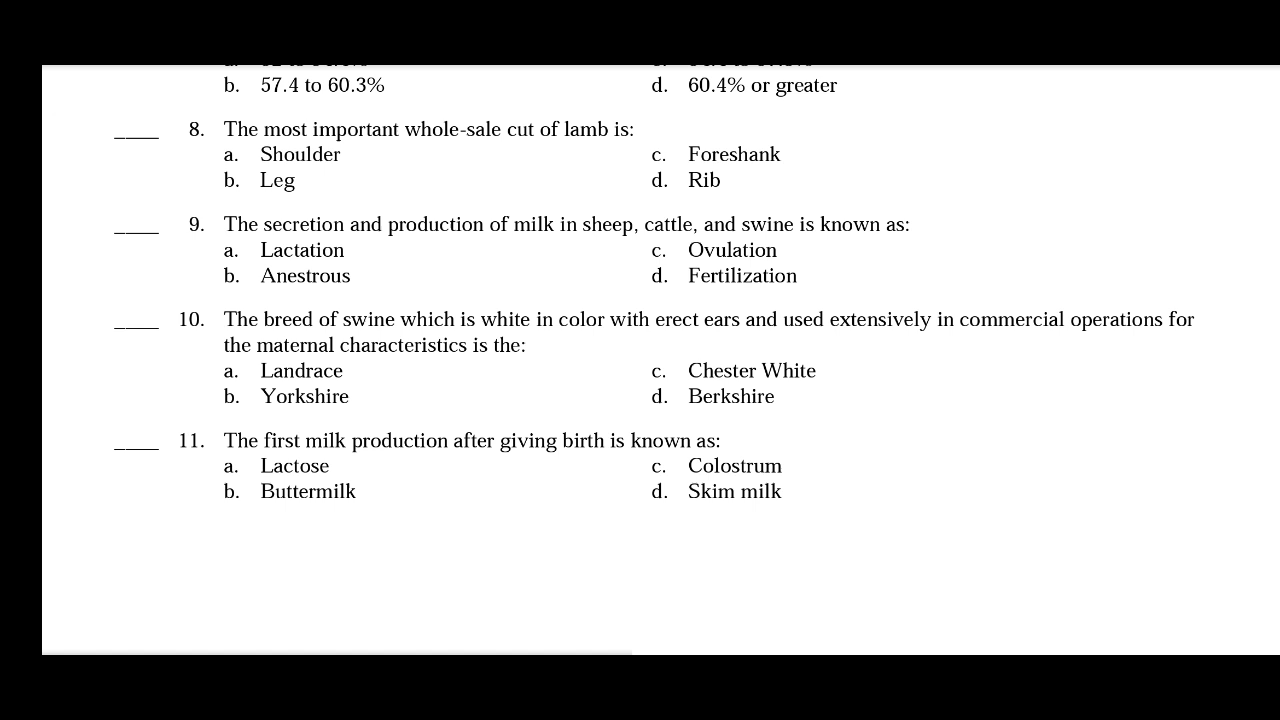 b. 57.4 to 60.3% d. 60.4% or greater
____ 8. The most important whole-sale cut of lamb is:
a. Shoulder c. Foreshank
b. Leg d. Rib
____ 9. The secretion and production of milk in sheep, cattle, and swine is known as:
a. Lactation c. Ovulation
b. Anestrous d. Fertilization
____ 10. The breed of swine which is white in color with erect ears and used extensively in commercial operations for
the maternal characteristics is the:
a. Landrace c. Chester White
b. Yorkshire d. Berkshire
____ 11. The first milk production after giving birth is known as:
a. Lactose c. Colostrum
b. Buttermilk d. Skim milk